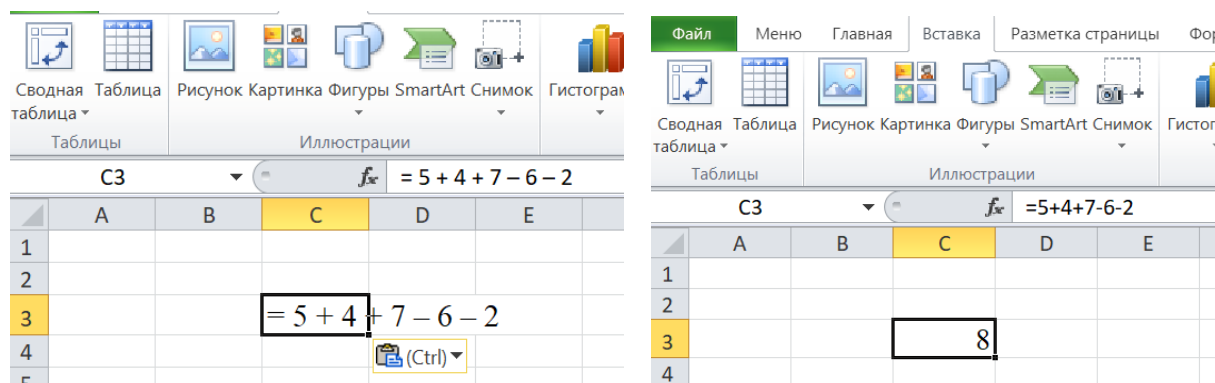 Сводная таблица
Таблица
Рисунок
Картинка
Фигуры
SmartArt
Снимок
Гистограм
Таблицы
Иллюстрации
C3
fx
= 5 + 4 + 7 – 6 – 2
A B C D E
1
2
3 = 5 + 4 + 7 – 6 – 2
4 (Ctrl)
Файл Меню Главная Вставка Разметка страницы Фор
Сводная таблица
Таблица
Рисунок
Картинка
Фигуры
SmartArt
Снимок
Гистог
Таблицы
Иллюстрации
C3
fx
=5+4+7-6-2
A B C D E
1
2
3 8
4